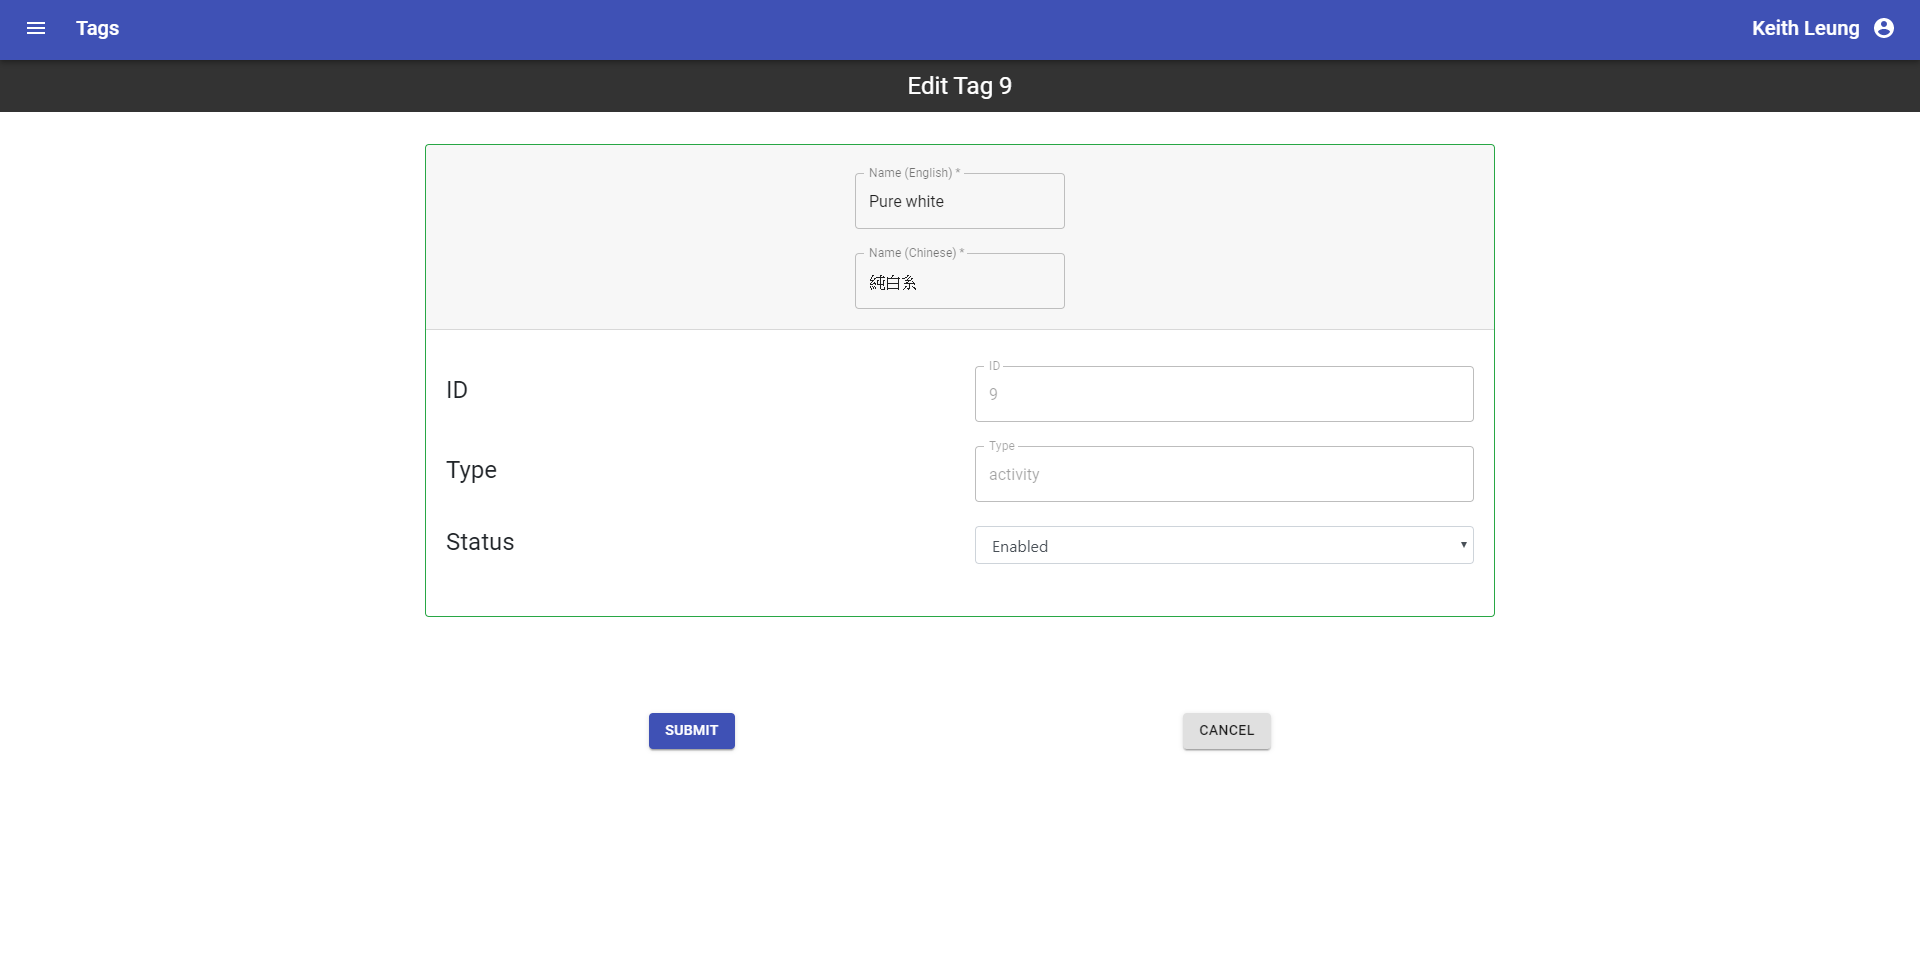 Tags
Keith Leung
Edit Tag 9
Name (English) *
Pure white
Name (Chinese) *
純白系
ID
ID
9
Type
Type
activity
Status
Enabled
SUBMIT
CANCEL